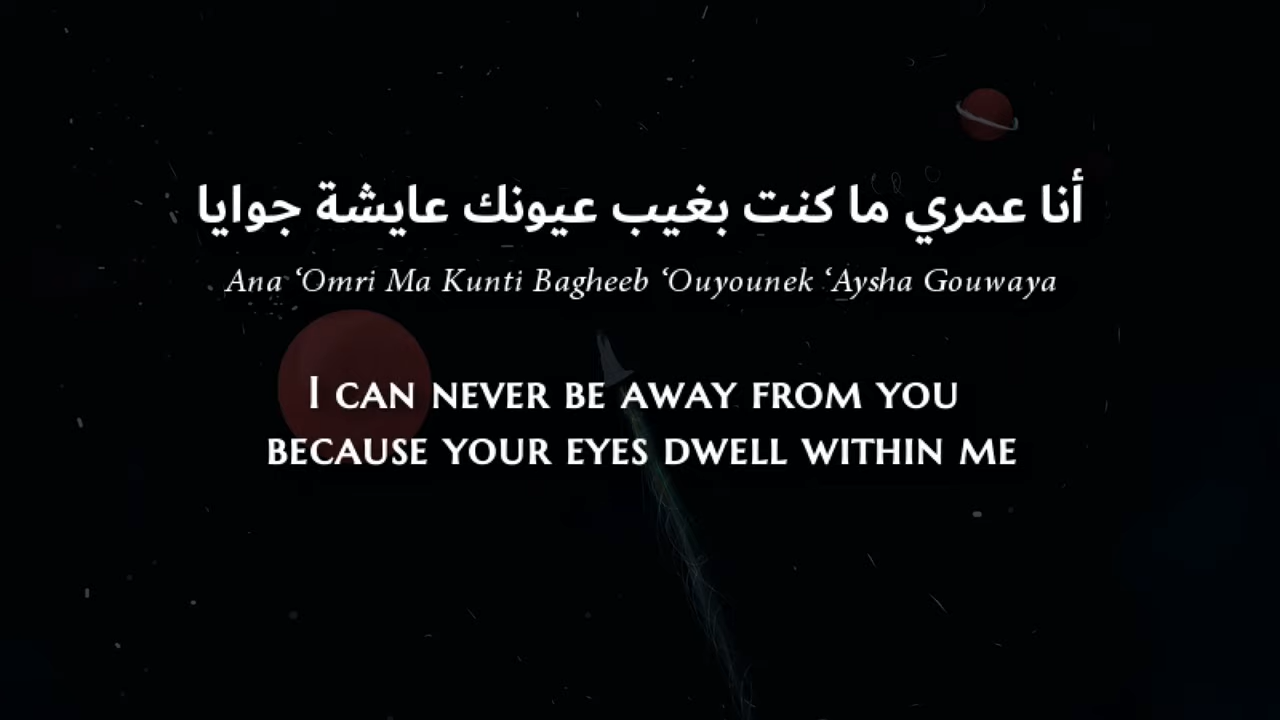 أنا عمري ما كنت بغيب عيونك عايشة جوايا
Ana ‘Omri Ma Kunti Bagheeb ‘Ouyounek ‘Aysha Gouwaya
I can never be away from you
because your eyes dwell within me